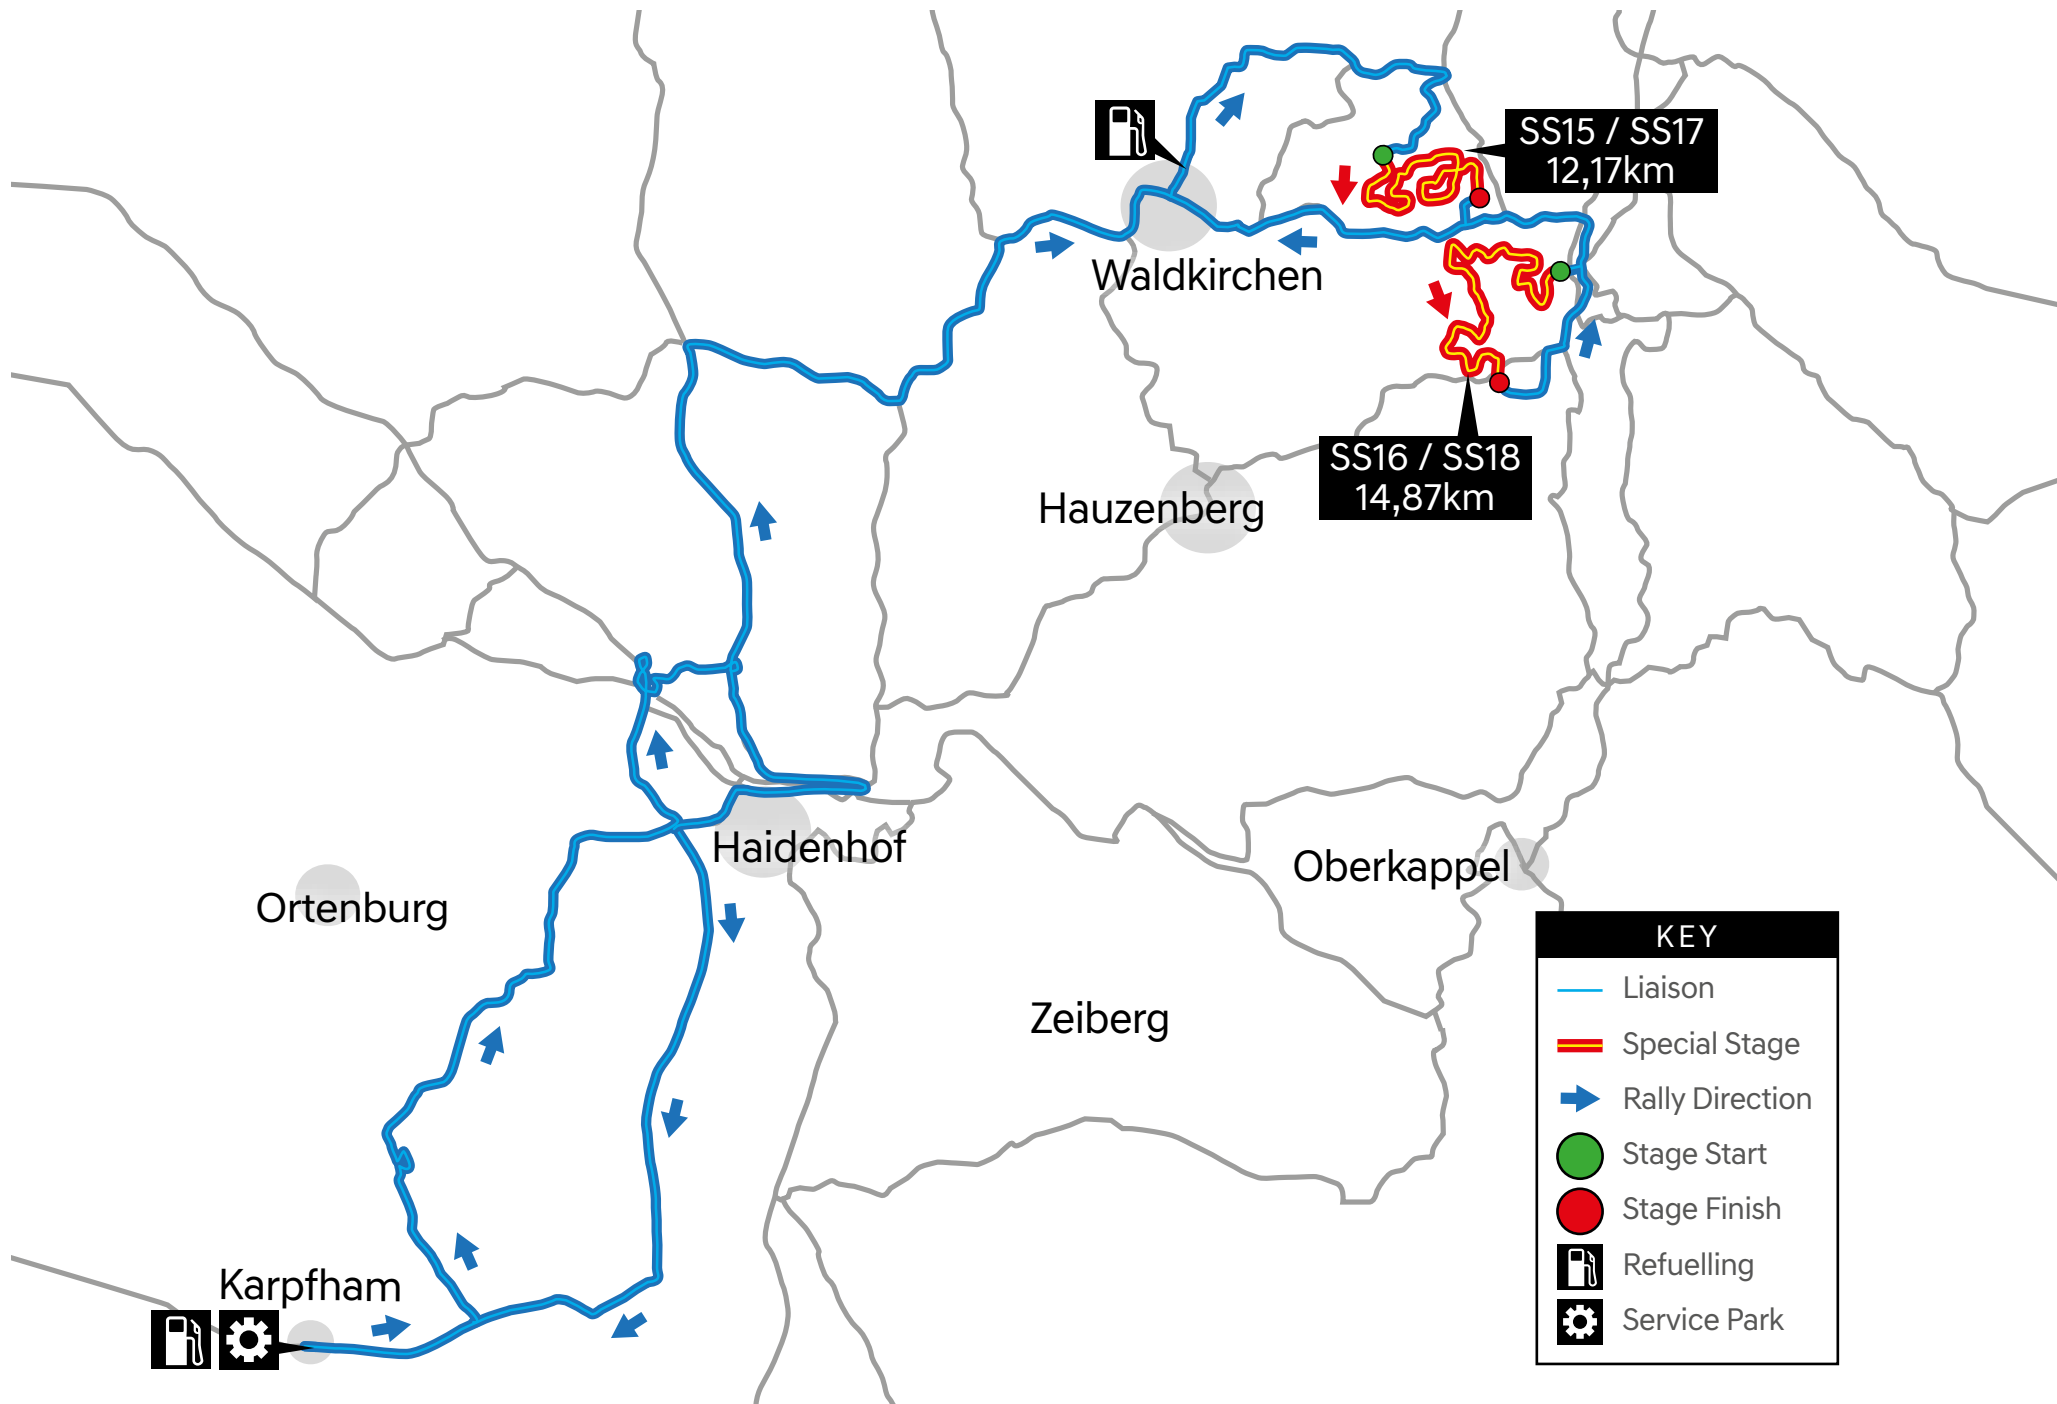 SS15 / SS17
12,17km
Waldkirchen
SS16 / SS18
14,87km
Hauzenberg
Haidenhof
Oberkappel
Ortenburg
Zeiberg
Karpfham
KEY
Liaison
Special Stage
Rally Direction
Stage Start
Stage Finish
Refuelling
Service Park